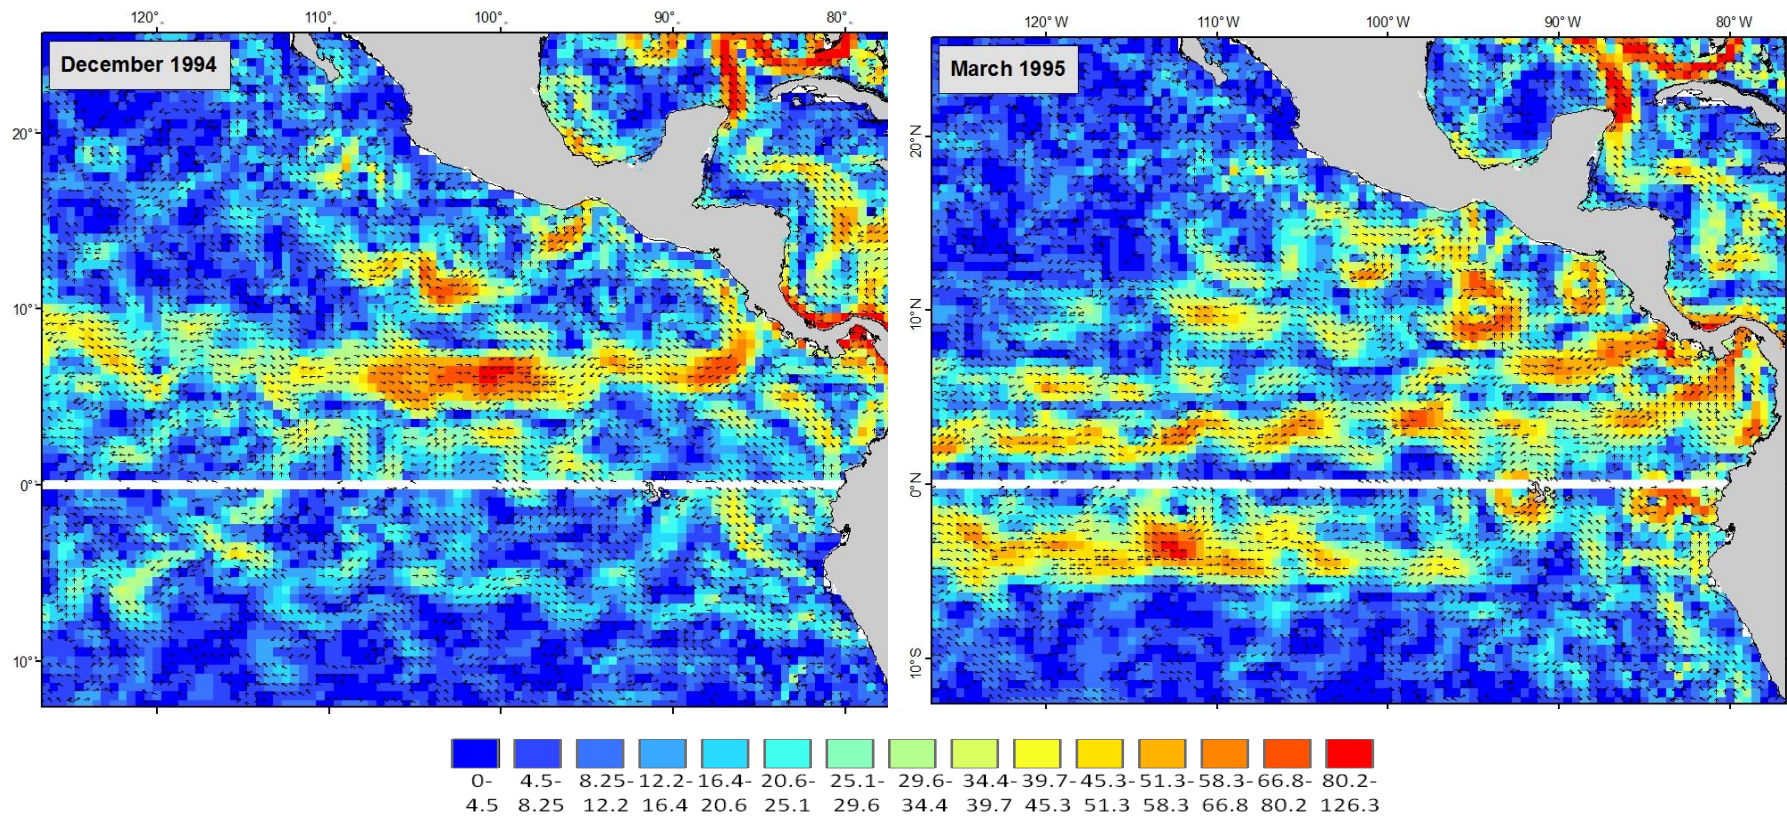 120° 110° 100° 90° 80° 120° W 110° W 100° W 90° W 80° W
December 1994
March 1995
20°
10°
0°
10°
20°N
10°N
0°N
10°S
0- 4.5- 8.25- 12.2- 16.4- 20.6- 25.1- 29.6- 34.4- 39.7- 45.3- 51.3- 58.3- 66.8- 80.2-
4.5 8.25 12.2 16.4 20.6 25.1 29.6 34.4 39.7 45.3 51.3 58.3 66.8 80.2 126.3